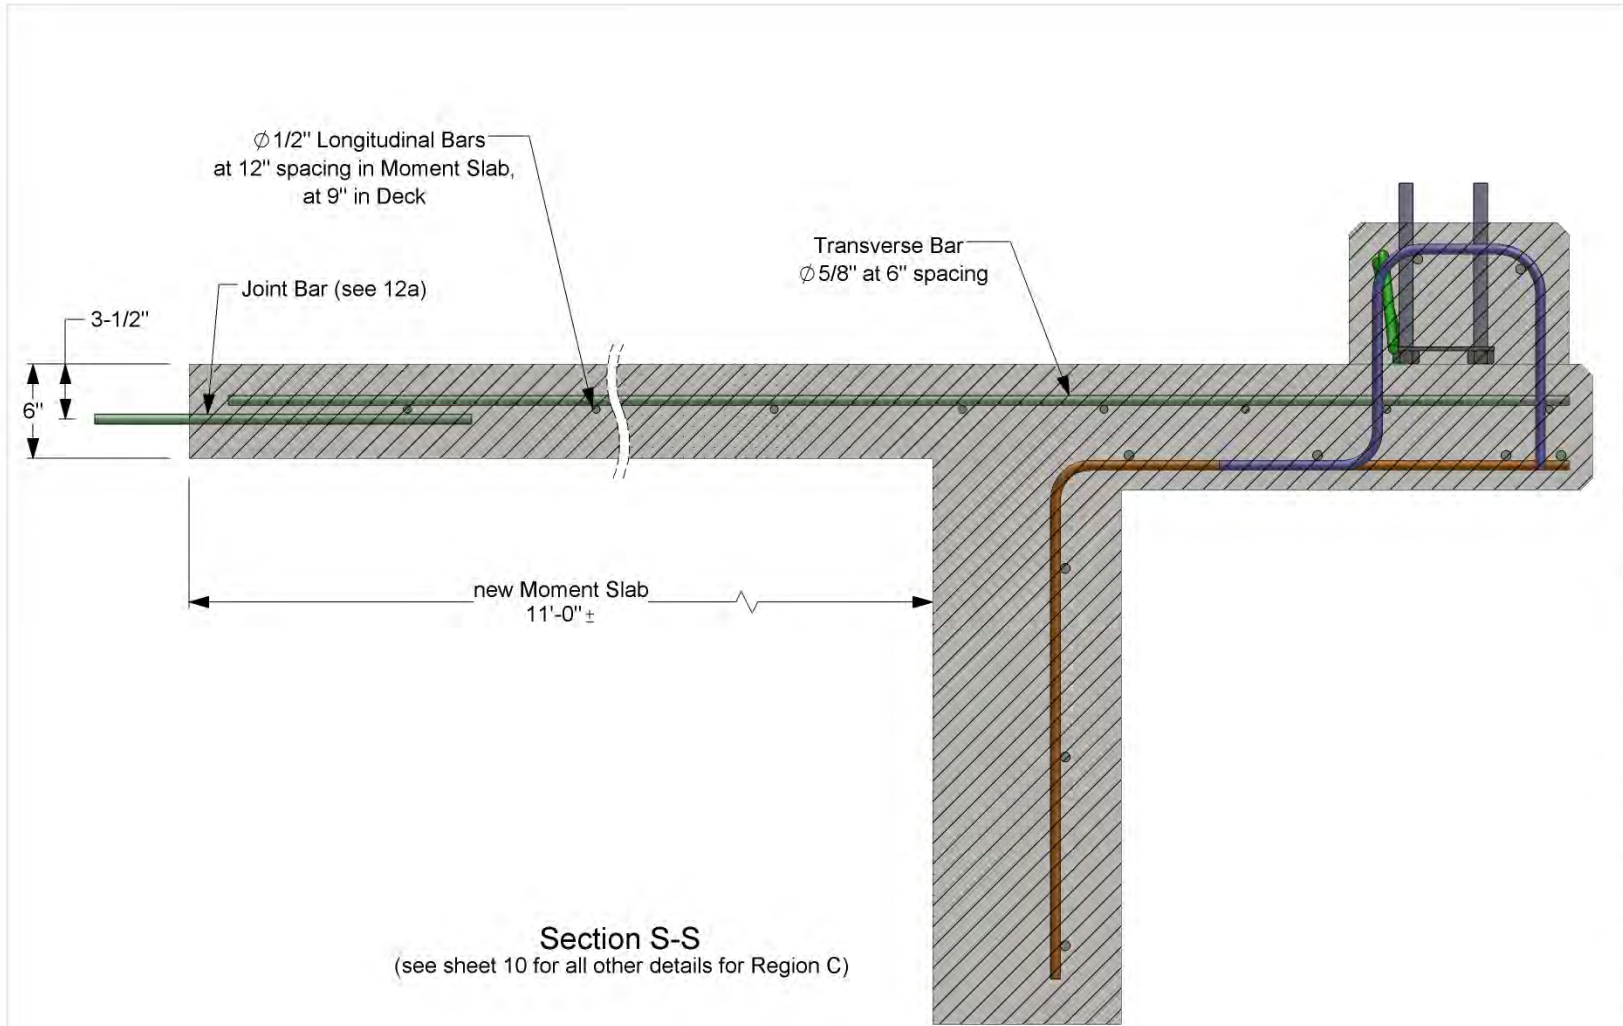 ∅1/2" Longitudinal Bars
at 12" spacing in Moment Slab,
at 9" in Deck
Transverse Bar
∅5/8" at 6" spacing
Joint Bar (see 12a)
3-1/2"
6"
new Moment Slab
11'-0" ±
Section S-S
(see sheet 10 for all other details for Region C)